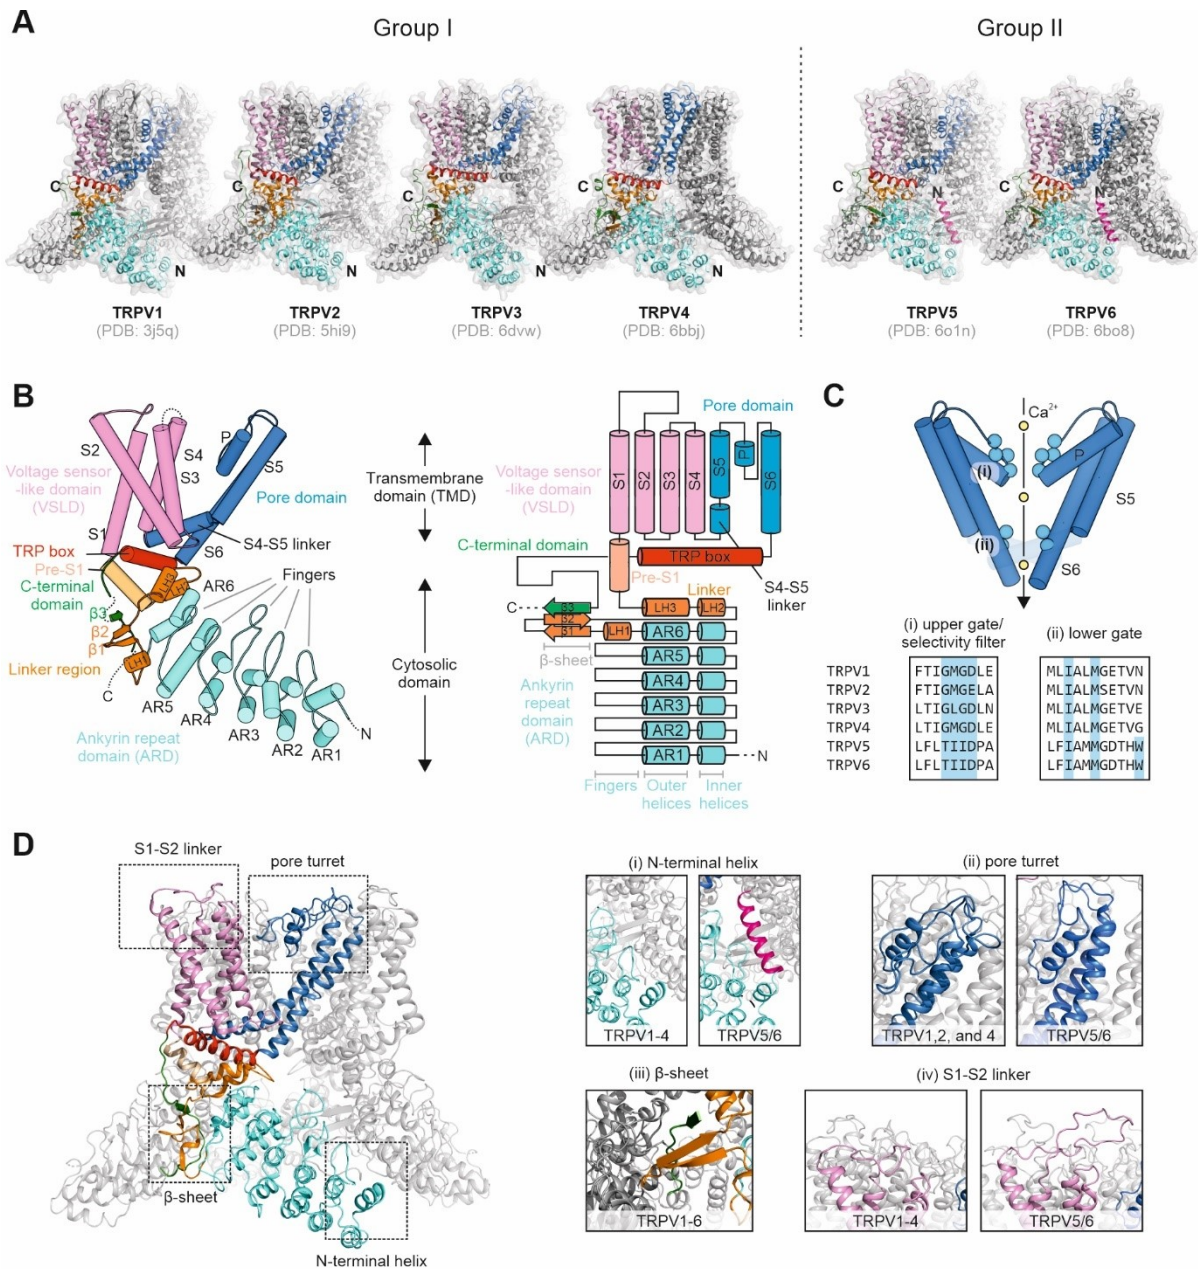 A
Group I
Group II
C
N
C
C
C
N
C
N
C
N
TRPV1
(PDB: 3j5q)
TRPV2
(PDB: 5hi9)
TRPV3
(PDB: 6dvw)
TRPV4
(PDB: 6bbj)
TRPV5
(PDB: 6o1n)
TRPV6
(PDB: 6bo8)
B
S2
S4
S3
P
S5
Voltage sensor
-like domain
(VSLD)
Pore domain
S1
S6
S4-S5 linker
TRP box
Pre-S1
C-terminal
domain
LH3
AR6
Fingers
β3
β2
β1
LH1
Linker region
C
AR5
AR4
AR3
AR2
AR1
N
Ankyrin repeat
domain (ARD)
Transmembrane
domain (TMD)
Cytosolic
domain
Pore domain
Voltage sensor
-like domain
(VSLD)
S1
S2
S3
S4
S5
P
S6
C-terminal domain
TRP box
Pre-S1
S4-S5
linker
Linker
C
β3
β2
β1
LH1
LH3
LH2
β-sheet
AR6
AR5
AR4
AR3
AR2
AR1
N
Ankyrin
repeat
domain
(ARD)
Fingers
Outer
helices
Inner
helices
C
Ca2+
P
(i)
S5
(ii)
S6
(i) upper gate/
selectivity filter
(ii) lower gate
TRPV1 FTIGMGDLE MLIALMGETVN
TRPV2 FTIGMGELA MLIALMGETVN
TRPV3 LTIGLGDLN MLIALMSETVE
TRPV4 LTIGMGDLE MLIALMGETVG
TRPV5 LFLTIIDPA LFIAMMGDTHW
TRPV6 LFLTIIDPA LFIAMMGDTHW
D
S1-S2 linker
pore turret
β-sheet
N-terminal helix
(i) N-terminal helix
TRPV1-4
TRPV5/6
(ii) pore turret
TRPV1,2, and 4
TRPV5/6
(iii) β-sheet
TRPV1-6
(iv) S1-S2 linker
TRPV1-4
TRPV5/6